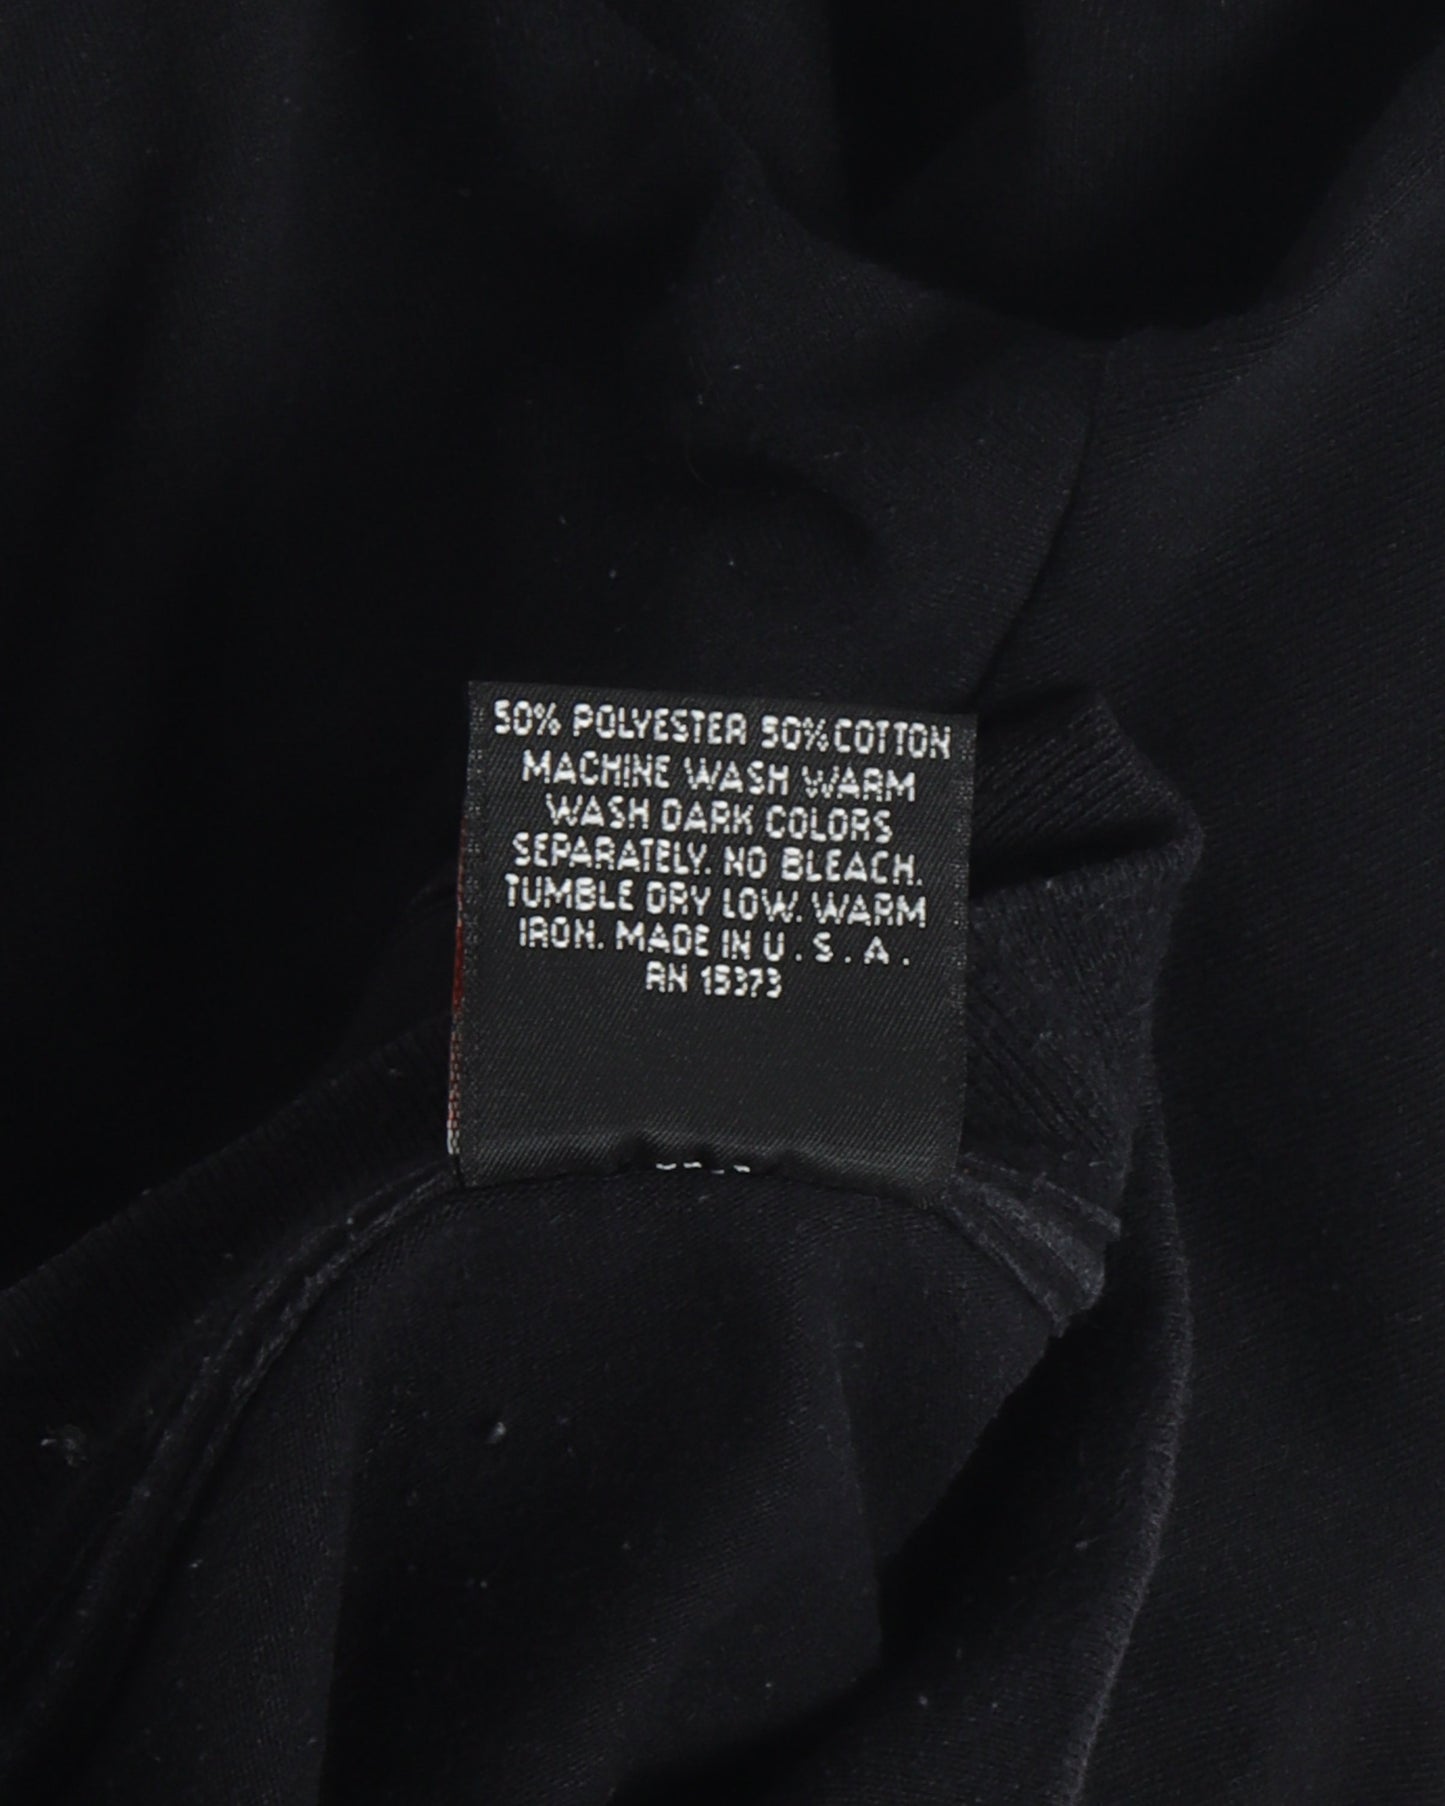 50% POLYESTER 50% COTTON
MACHINE WASH WARM
WASH DARK COLORS
SEPARATELY. NO BLEACH.
TUMBLE DRY LOW. WARM
IRON. MADE IN U.S.A.
RN 15373